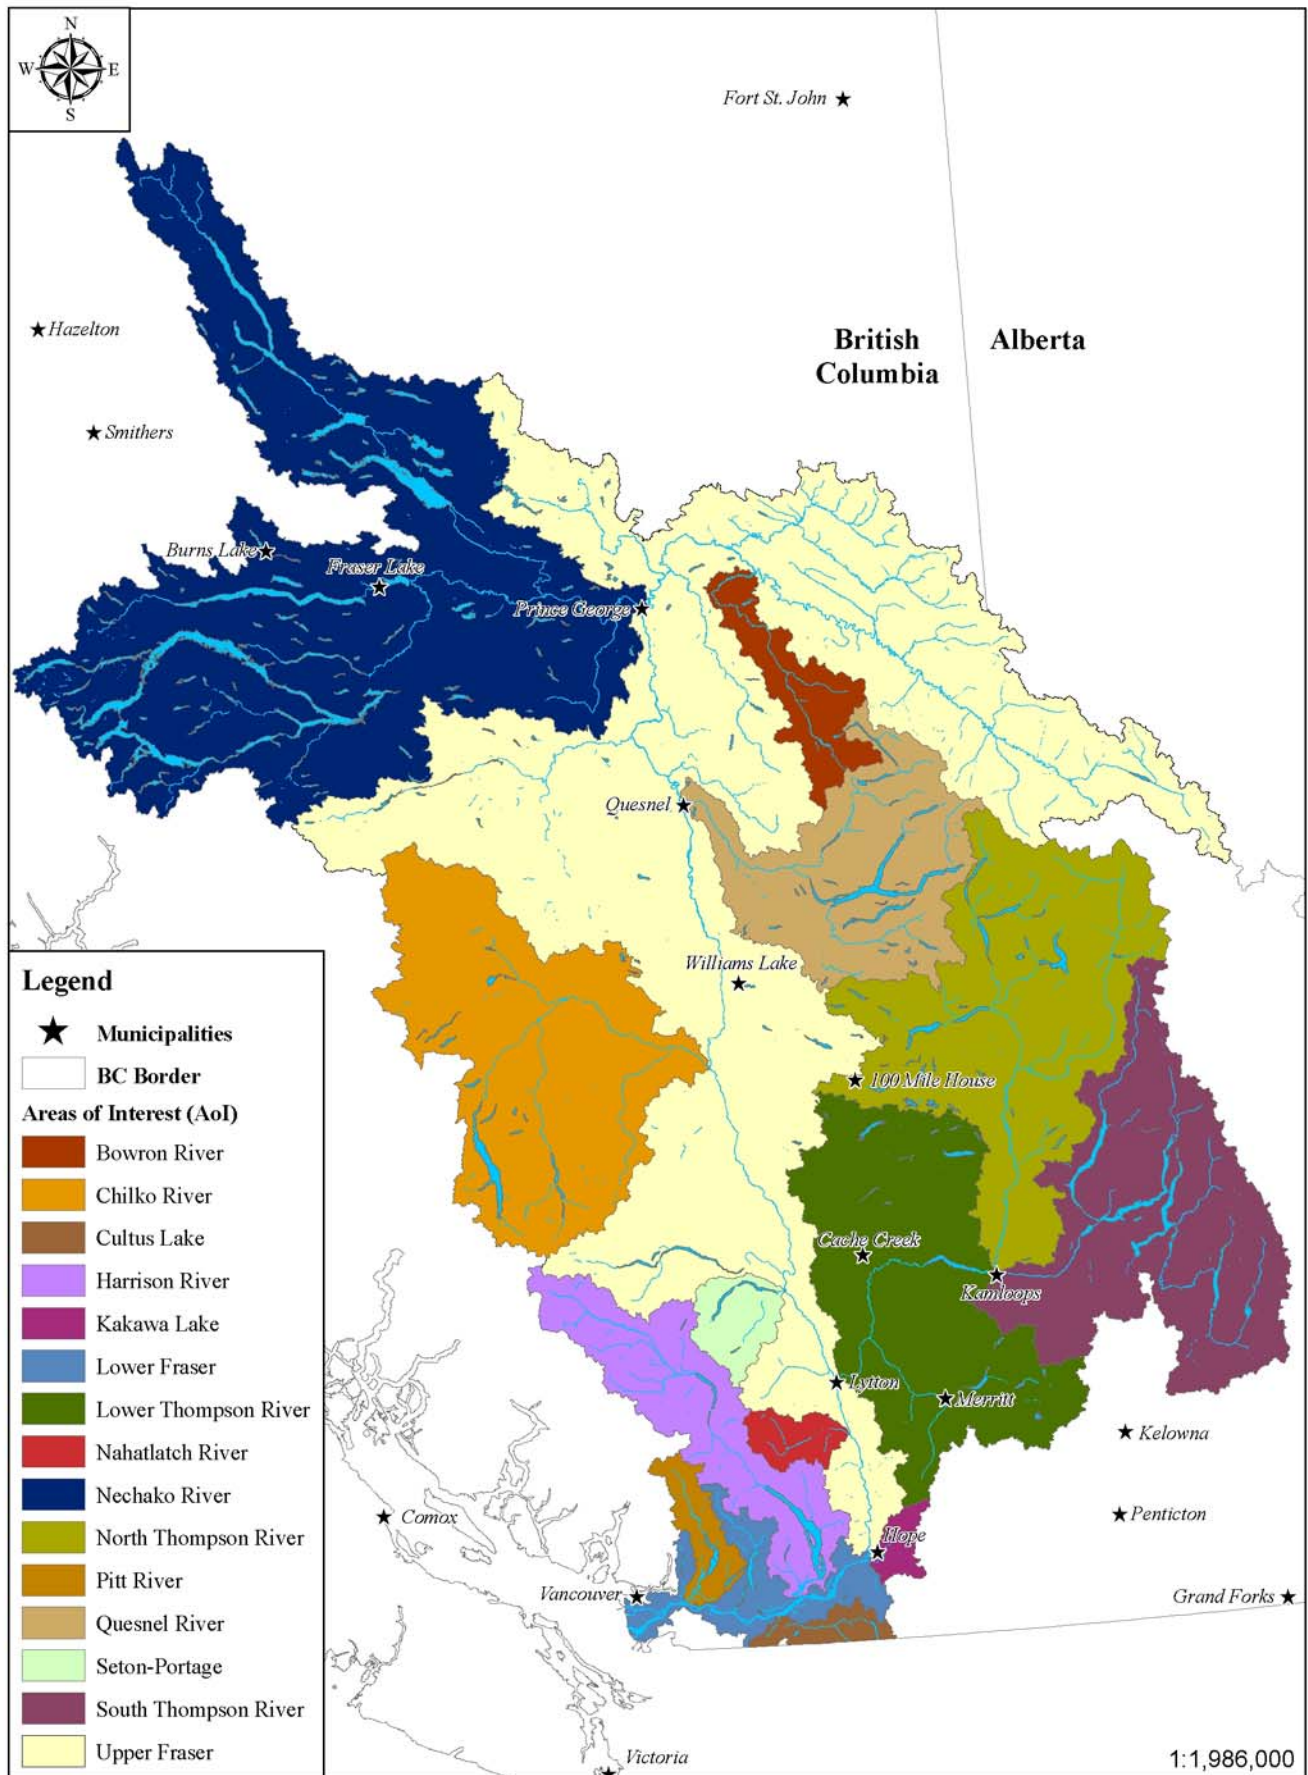 N
W E
S
Fort St. John
Hazelton
British
Columbia
Alberta
Smithers
Burns Lake
Fraser Lake
Prince George
Quesnel
Williams Lake
100 Mile House
Cache Creek
Kamloops
Lytton
Merritt
Kelowna
Comox
Penticton
Hope
Vancouver
Grand Forks
Victoria
Legend
Municipalities
BC Border
Areas of Interest (AoI)
Bowron River
Chilko River
Cultus Lake
Harrison River
Kakawa Lake
Lower Fraser
Lower Thompson River
Nahatlatch River
Nechako River
North Thompson River
Pitt River
Quesnel River
Seton-Portage
South Thompson River
Upper Fraser
1:1,986,000